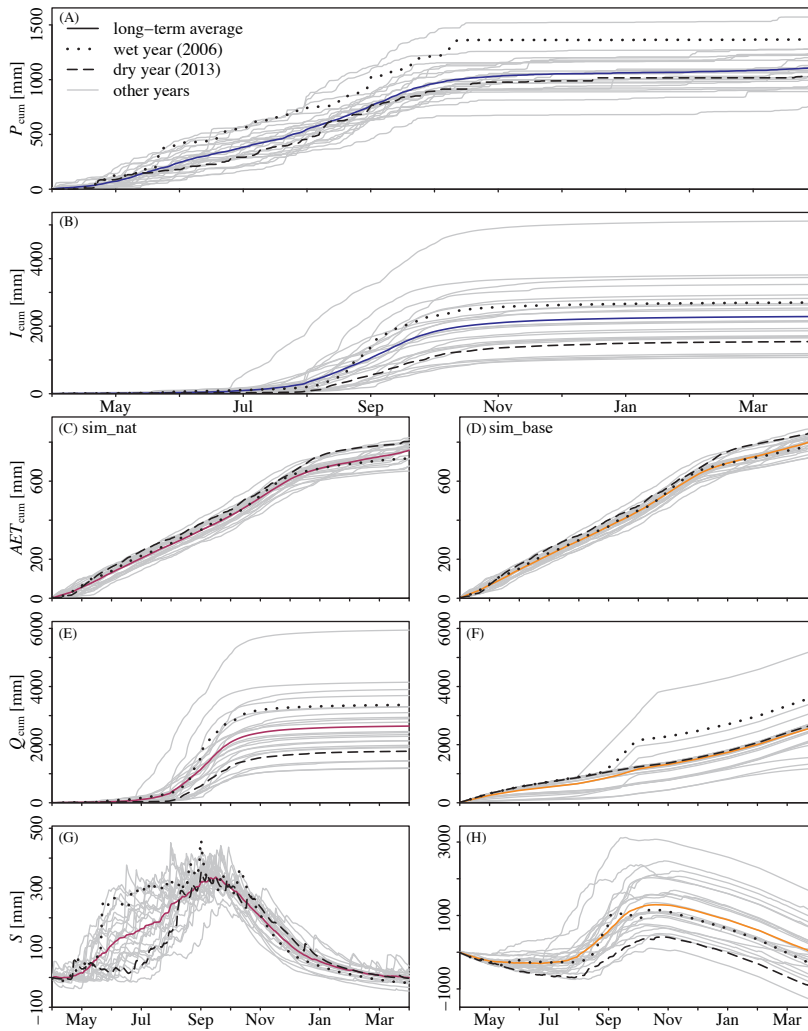 (A)
long-term average
wet year (2006)
dry year (2013)
other years
P cum [mm]
0
500
1000
1500
(B)
I cum [mm]
0
2000
4000
May Jul Sep Nov Jan Mar
(C) sim_nat
AET cum [mm]
0
200
600
(D) sim_base
0
200
600
(E)
Q cum [mm]
0
2000
4000
6000
(F)
0
2000
4000
6000
(G)
S [mm]
−100
100
300
500
May Jul Sep Nov Jan Mar
(H)
−1000
1000
3000
May Jul Sep Nov Jan Mar